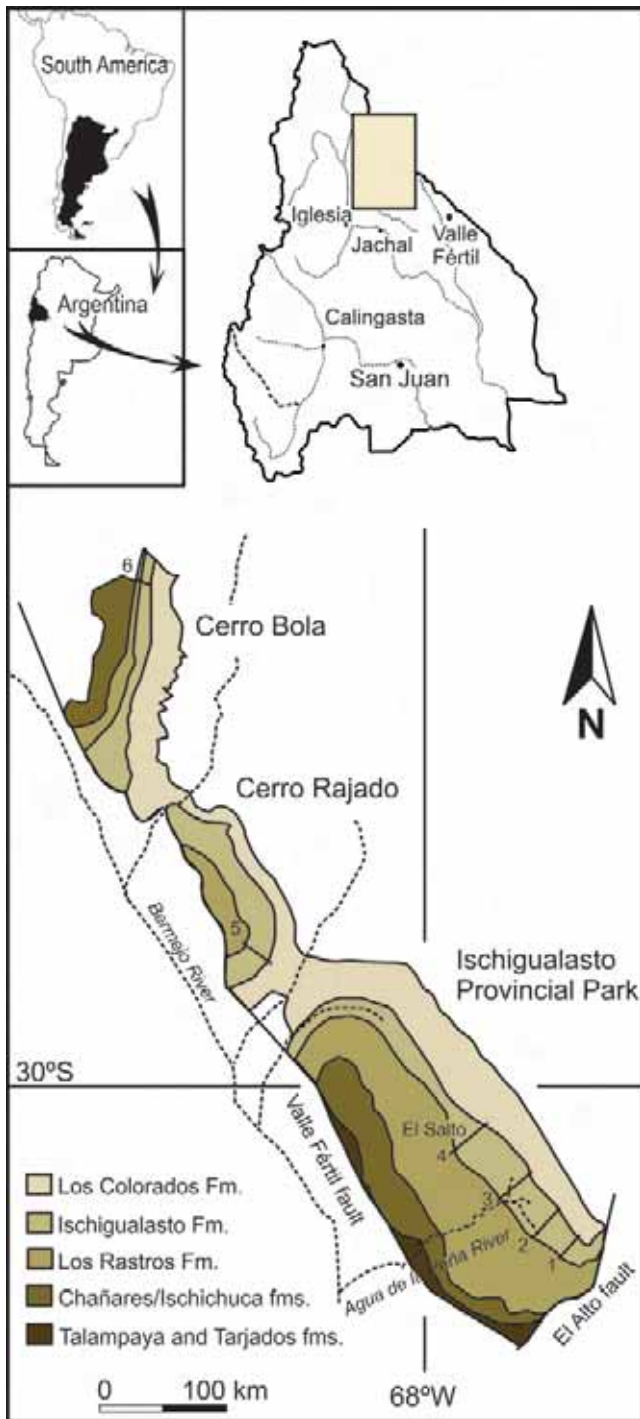 South America
Argentina
Iglesia
Jachal
Valle
Fértil
Calingasta
San Juan
6
Cerro Bola
N
Cerro Rajado
5
Bermejo River
Ischigualasto
Provincial Park
30ºS
Valle Fértil fault
El Salto
4
3
2
1
Agua de la Peña River
El Alto fault
Los Colorados Fm.
Ischigualasto Fm.
Los Rastros Fm.
Chañares/Ischichuca fms.
Talampaya and Tarjados fms.
0 100 km
68ºW